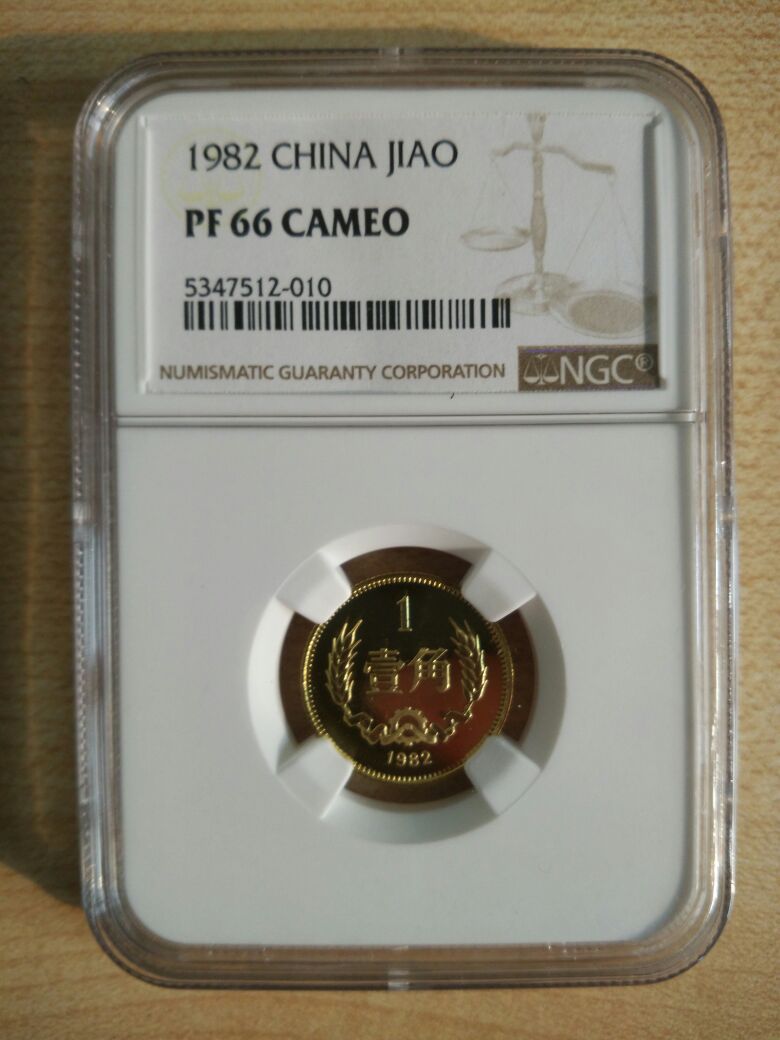 1982 CHINA JIAO
PF 66 CAMEO
5347512-010
NUMISMATIC GUARANTY CORPORATION NGC®
1
壹角
1982